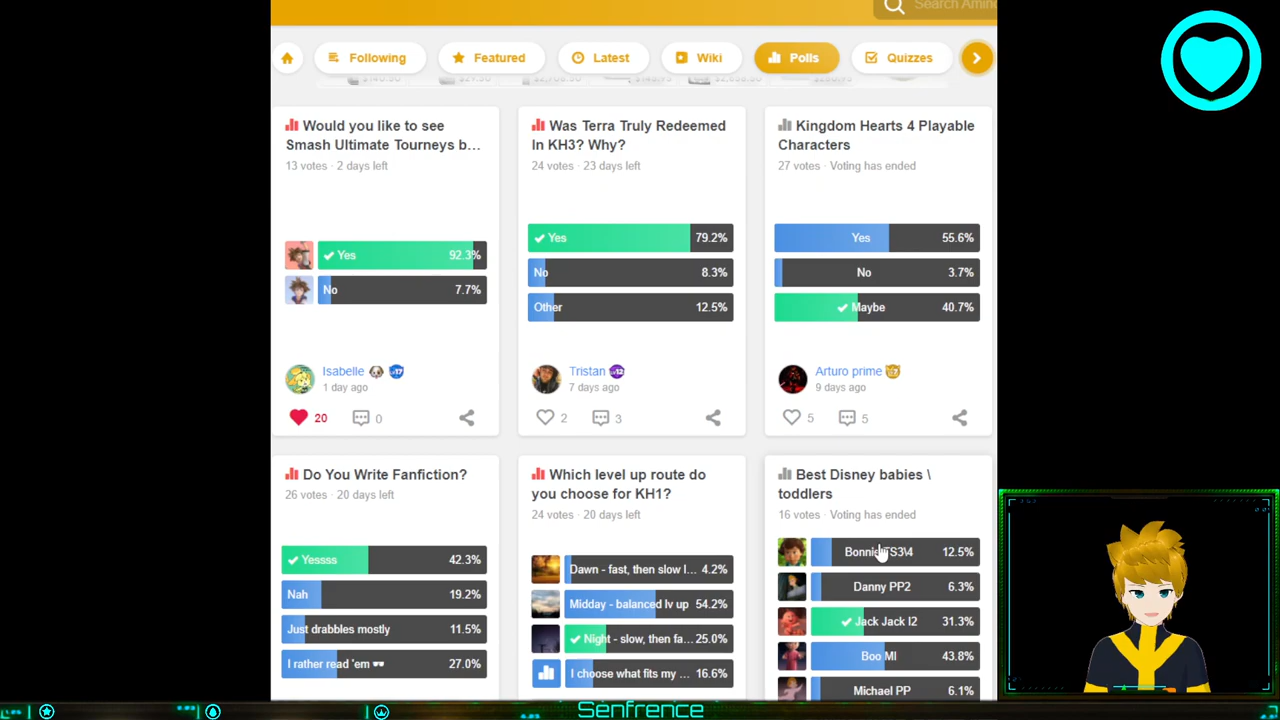 Search Amino
Following
Featured
Latest
Wiki
Polls
Quizzes
Would you like to see
Smash Ultimate Tourneys b...
13 votes · 2 days left
Yes 92.3%
No 7.7%
Isabelle
LV17
1 day ago
20
0
Was Terra Truly Redeemed
In KH3? Why?
24 votes · 23 days left
Yes 79.2%
No 8.3%
Other 12.5%
Tristan
LV12
7 days ago
2
3
Kingdom Hearts 4 Playable
Characters
27 votes · Voting has ended
Yes 55.6%
No 3.7%
Maybe 40.7%
Arturo prime
9 days ago
5
5
Do You Write Fanfiction?
26 votes · 20 days left
Yessss 42.3%
Nah 19.2%
Just drabbles mostly 11.5%
I rather read 'em 27.0%
Which level up route do
you choose for KH1?
24 votes · 20 days left
Dawn - fast, then slow l... 4.2%
Midday - balanced lv up 54.2%
Night - slow, then fa... 25.0%
I choose what fits my ... 16.6%
Best Disney babies \
toddlers
16 votes · Voting has ended
12.5%
Danny PP2 6.3%
Jack Jack I2 31.3%
Boo MI 43.8%
Michael PP 6.1%
Senfrence